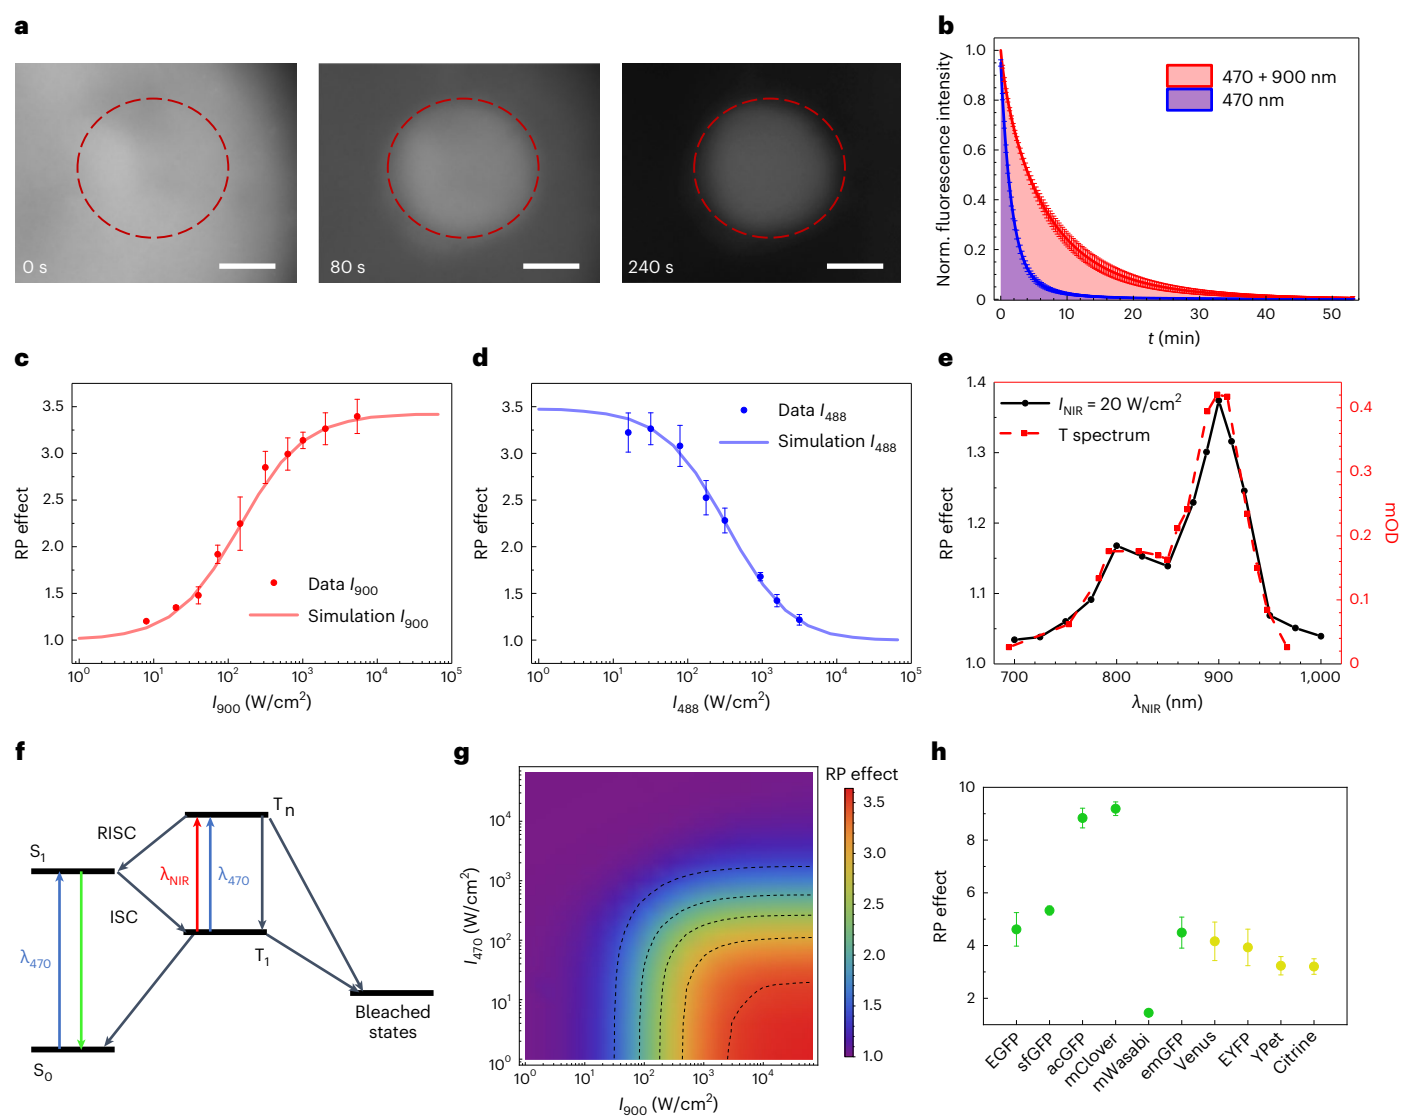 a
0 s
80 s
240 s
b
Norm. fluorescence intensity
1.0
0.8
0.6
0.4
0.2
0
470 + 900 nm
470 nm
0 10 20 30 40 50
t (min)
c
RP effect
3.5
3.0
2.5
2.0
1.5
1.0
Data I900
Simulation I900
10⁰ 10¹ 10² 10³ 10⁴ 10⁵
I900 (W/cm²)
d
RP effect
3.5
3.0
2.5
2.0
1.5
1.0
Data I488
Simulation I488
10⁰ 10¹ 10² 10³ 10⁴ 10⁵
I488 (W/cm²)
e
RP effect
1.4
1.3
1.2
1.1
1.0
INIR = 20 W/cm²
T spectrum
0.4
0.3
0.2
0.1
0
mOD
700 800 900 1,000
λNIR (nm)
f
Tn
RISC
S1
λNIR
λ470
ISC
T1
λ470
Bleached
states
S0
g
RP effect
I470 (W/cm²)
10⁴
10³
10²
10¹
10⁰
10⁰ 10¹ 10² 10³ 10⁴
I900 (W/cm²)
3.5
3.0
2.5
2.0
1.5
1.0
h
RP effect
10
8
6
4
2
EGFP
sfGFP
acGFP
mClover
mWasabi
emGFP
Venus
EYFP
YPet
Citrine